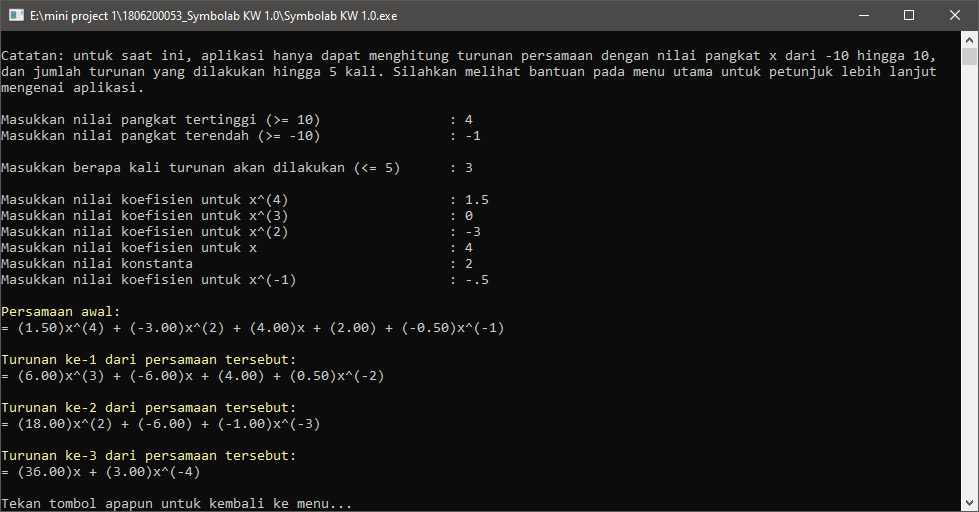 E:\mini project 1\1806200053_Symbolab KW 1.0\Symbolab KW 1.0.exe
Catatan: untuk saat ini, aplikasi hanya dapat menghitung turunan persamaan dengan nilai pangkat x dari -10 hingga 10,
dan jumlah turunan yang dilakukan hingga 5 kali. Silahkan melihat bantuan pada menu utama untuk petunjuk lebih lanjut
mengenai aplikasi.
Masukkan nilai pangkat tertinggi (>= 10) : 4
Masukkan nilai pangkat terendah (>= -10) : -1
Masukkan berapa kali turunan akan dilakukan (<= 5) : 3
Masukkan nilai koefisien untuk x^(4) : 1.5
Masukkan nilai koefisien untuk x^(3) : 0
Masukkan nilai koefisien untuk x^(2) : -3
Masukkan nilai koefisien untuk x : 4
Masukkan nilai konstanta : 2
Masukkan nilai koefisien untuk x^(-1) : -.5
Persamaan awal:
= (1.50)x^(4) + (-3.00)x^(2) + (4.00)x + (2.00) + (-0.50)x^(-1)
Turunan ke-1 dari persamaan tersebut:
= (6.00)x^(3) + (-6.00)x + (4.00) + (0.50)x^(-2)
Turunan ke-2 dari persamaan tersebut:
= (18.00)x^(2) + (-6.00) + (-1.00)x^(-3)
Turunan ke-3 dari persamaan tersebut:
= (36.00)x + (3.00)x^(-4)
Tekan tombol apapun untuk kembali ke menu...